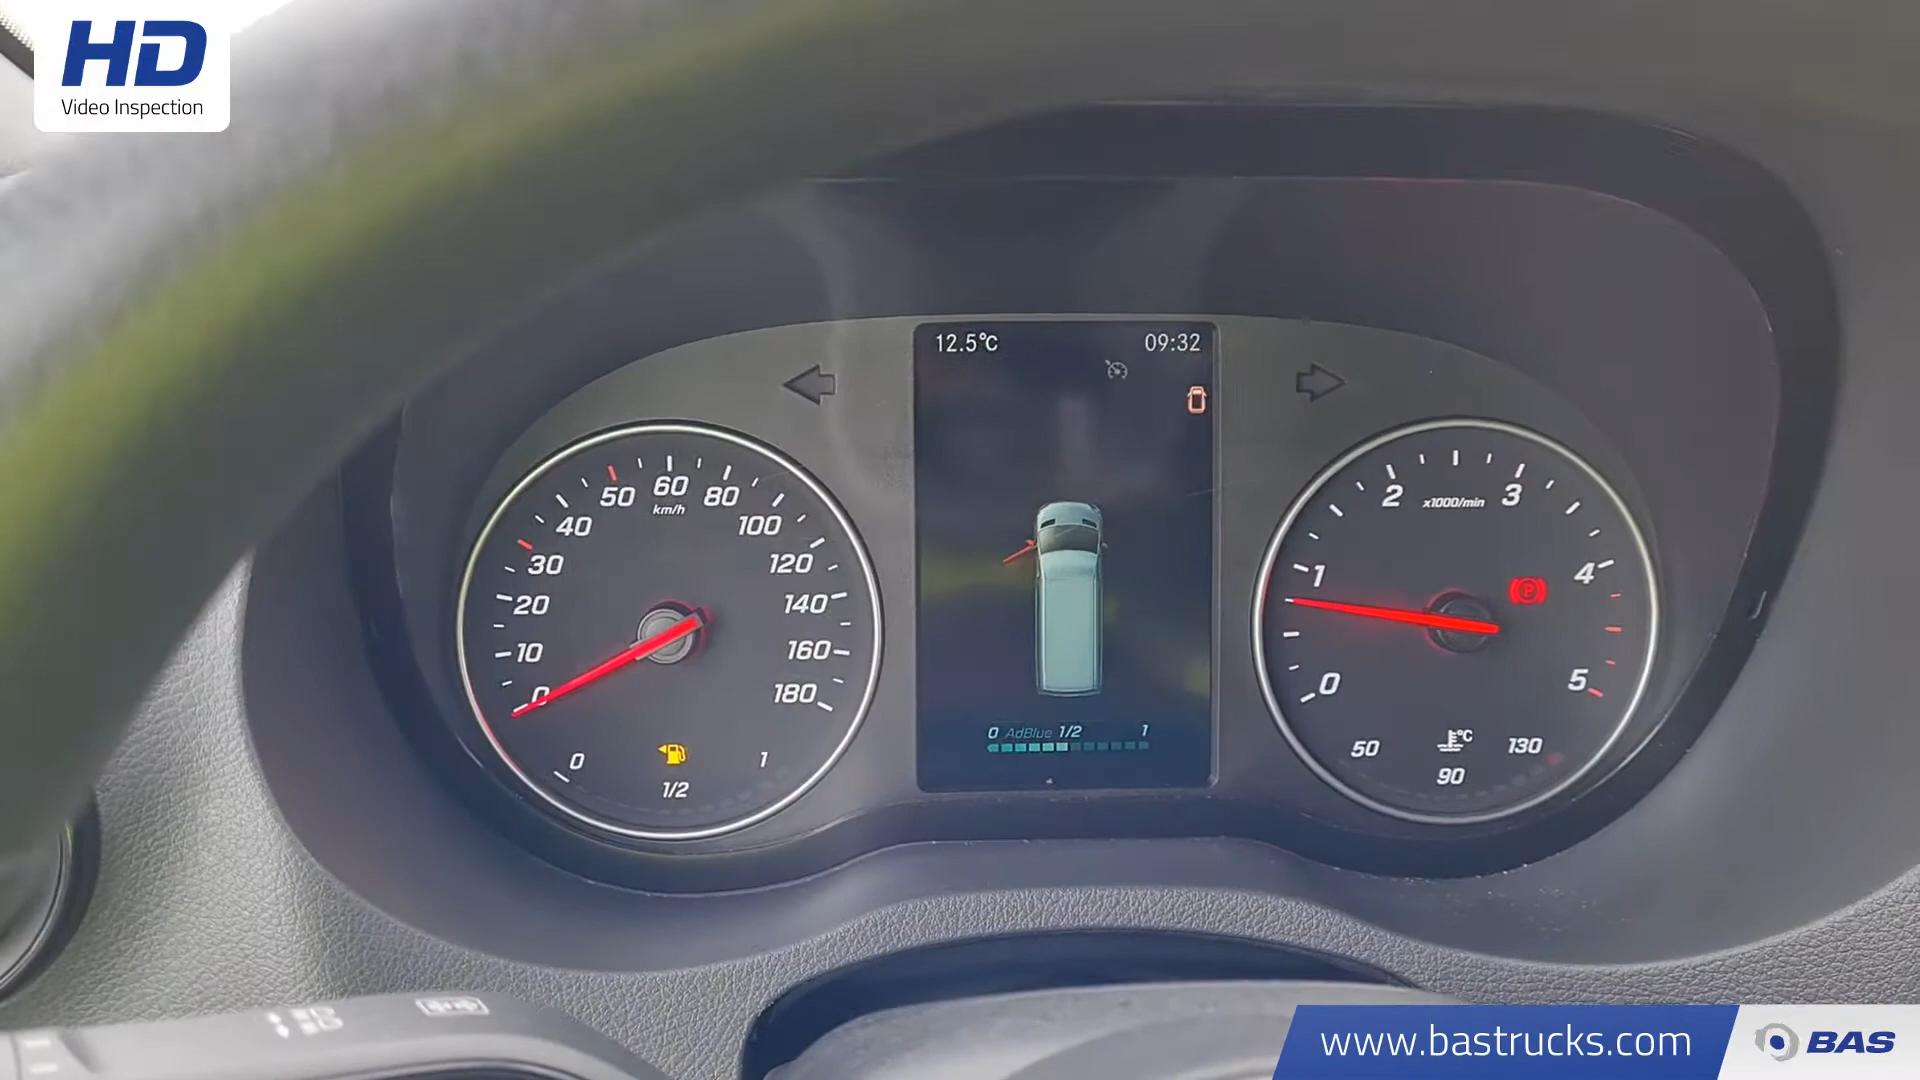 HD
Video Inspection
12.5°C 09:32
0 10 20 30 40 50 60 80 100 120 140 160 180
km/h
0 1/2 1
0 AdBlue 1/2 1
0 1 2 3 4 5
x1000/min
P
50 90 130
°C
www.bastrucks.com
BAS